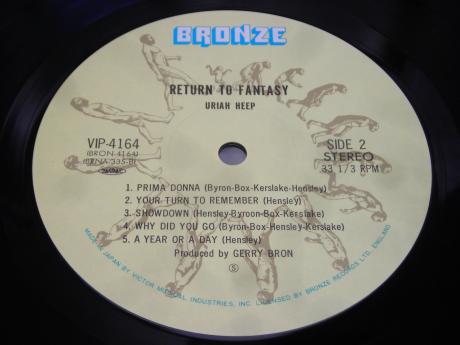 BRONZE
RETURN TO FANTASY
URIAH HEEP
VIP-4164
(BRON-4164)
SIDE 2
STEREO
33 1/3 RPM
1. PRIMA DONNA (Byron-Box-Kerslake-Hensley)
2. YOUR TURN TO REMEMBER (Hensley)
3. SHOWDOWN (Hensley-Byroon-Box-Kerslake)
4. WHY DID YOU GO (Byron-Box-Hensley-Kerslake)
5. A YEAR OR A DAY (Hensley)
Produced by GERRY BRON
S
MADE IN JAPAN BY VICTOR MUSICAL INDUSTRIES, INC. LICENSED BY BRONZE RECORDS LTD. ENGLAND